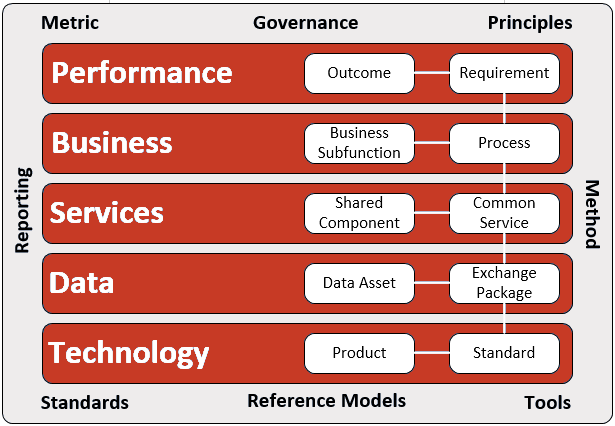 Metric Governance Principles
Performance Outcome Requirement
Business Business
Subfunction Process
Services Shared
Component Common
Service
Data Data Asset Exchange
Package
Technology Product Standard
Reporting
Method
Standards Reference Models Tools